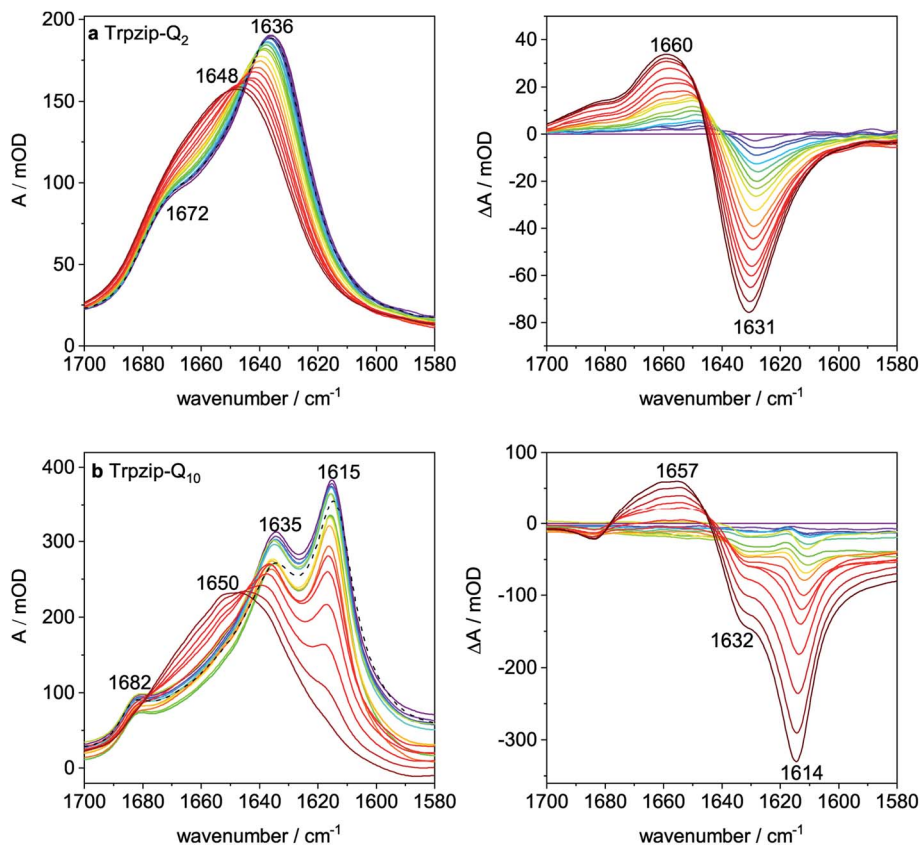 a Trpzip-Q₂
1636
1648
1672
A / mOD
200
150
100
50
0
1700 1680 1660 1640 1620 1600 1580
wavenumber / cm⁻¹
1660
1631
ΔA / mOD
40
20
0
-20
-40
-60
-80
1700 1680 1660 1640 1620 1600 1580
wavenumber / cm⁻¹
b Trpzip-Q₁₀
1615
1635
1650
1682
A / mOD
400
300
200
100
0
1700 1680 1660 1640 1620 1600 1580
wavenumber / cm⁻¹
1657
1632
1614
ΔA / mOD
100
0
-100
-200
-300
1700 1680 1660 1640 1620 1600 1580
wavenumber / cm⁻¹